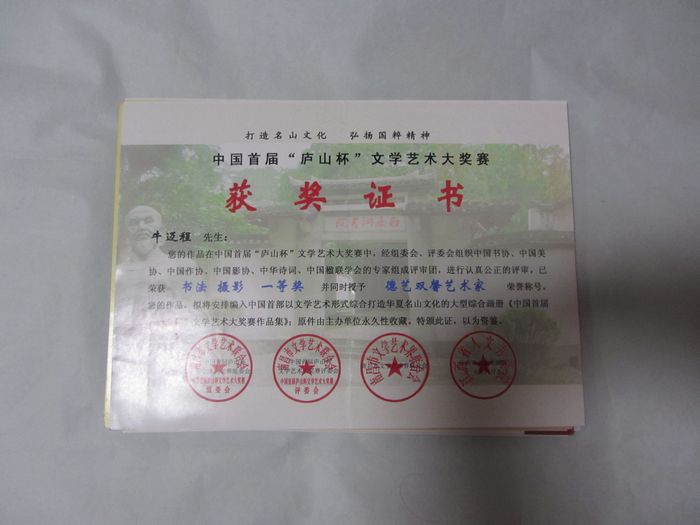 打造名山文化 弘扬国粹精神
中国首届“庐山杯”文学艺术大奖赛
获奖证书
牛迈程 先生：
您的作品在中国首届“庐山杯”文学艺术大奖赛中，经组委会、评委会组织中国书协、中国美
协、中国作协、中国影协、中华诗词、中国楹联学会的专家组成评审团，进行认真公正的评审，已
荣获 书法 摄影 一等奖 并同时授予 德艺双馨艺术家 荣誉称号。
您的作品，拟将安排编入中国首部以文学艺术形式综合打造华夏名山文化的大型综合画册《中国首届
文学艺术大奖赛作品集》；原件由主办单位永久性收藏。特颁此证，以为资鉴。
组委会
评委会